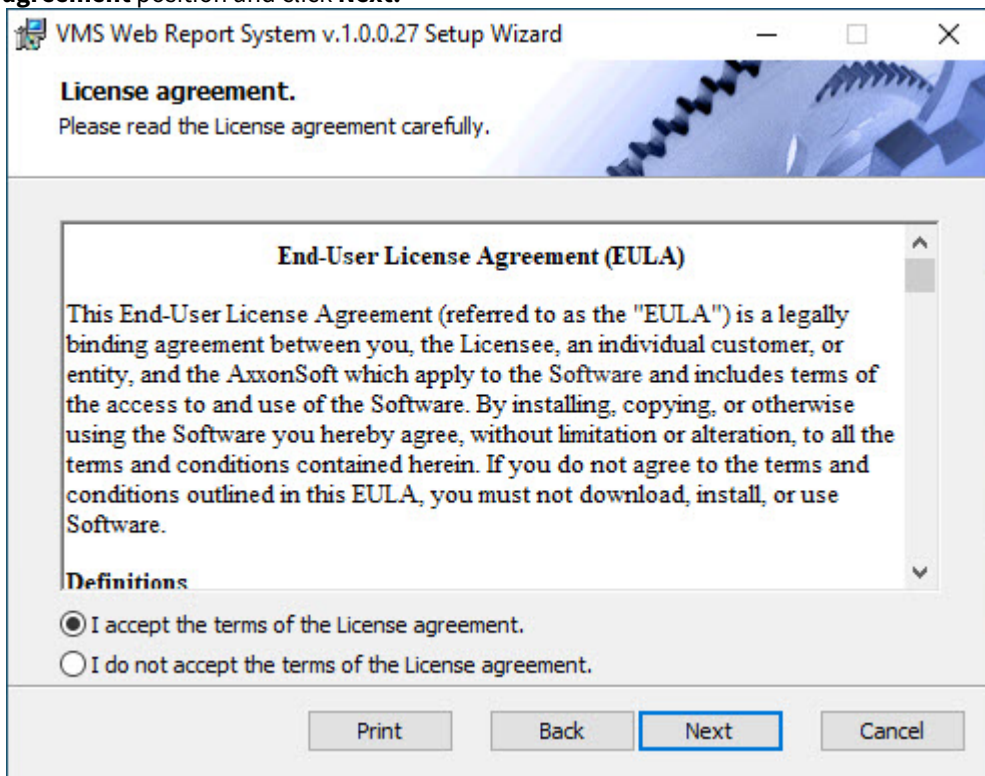 agreement position and click Next.
VMS Web Report System v.1.0.0.27 Setup Wizard
License agreement.
Please read the License agreement carefully.
End-User License Agreement (EULA)
This End-User License Agreement (referred to as the "EULA") is a legally
binding agreement between you, the Licensee, an individual customer, or
entity, and the AxxonSoft which apply to the Software and includes terms of
the access to and use of the Software. By installing, copying, or otherwise
using the Software you hereby agree, without limitation or alteration, to all the
terms and conditions contained herein. If you do not agree to the terms and
conditions outlined in this EULA, you must not download, install, or use
Software.
Definitions
I accept the terms of the License agreement.
I do not accept the terms of the License agreement.
Print Back Next Cancel